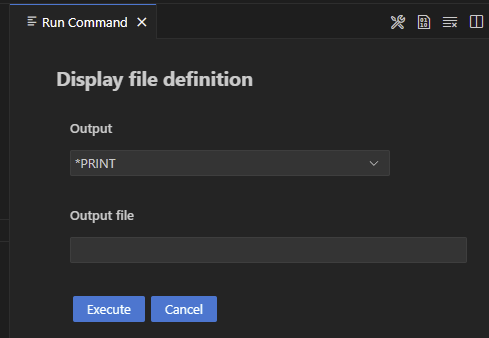 Run Command
Display file definition
Output
*PRINT
Output file
Execute Cancel